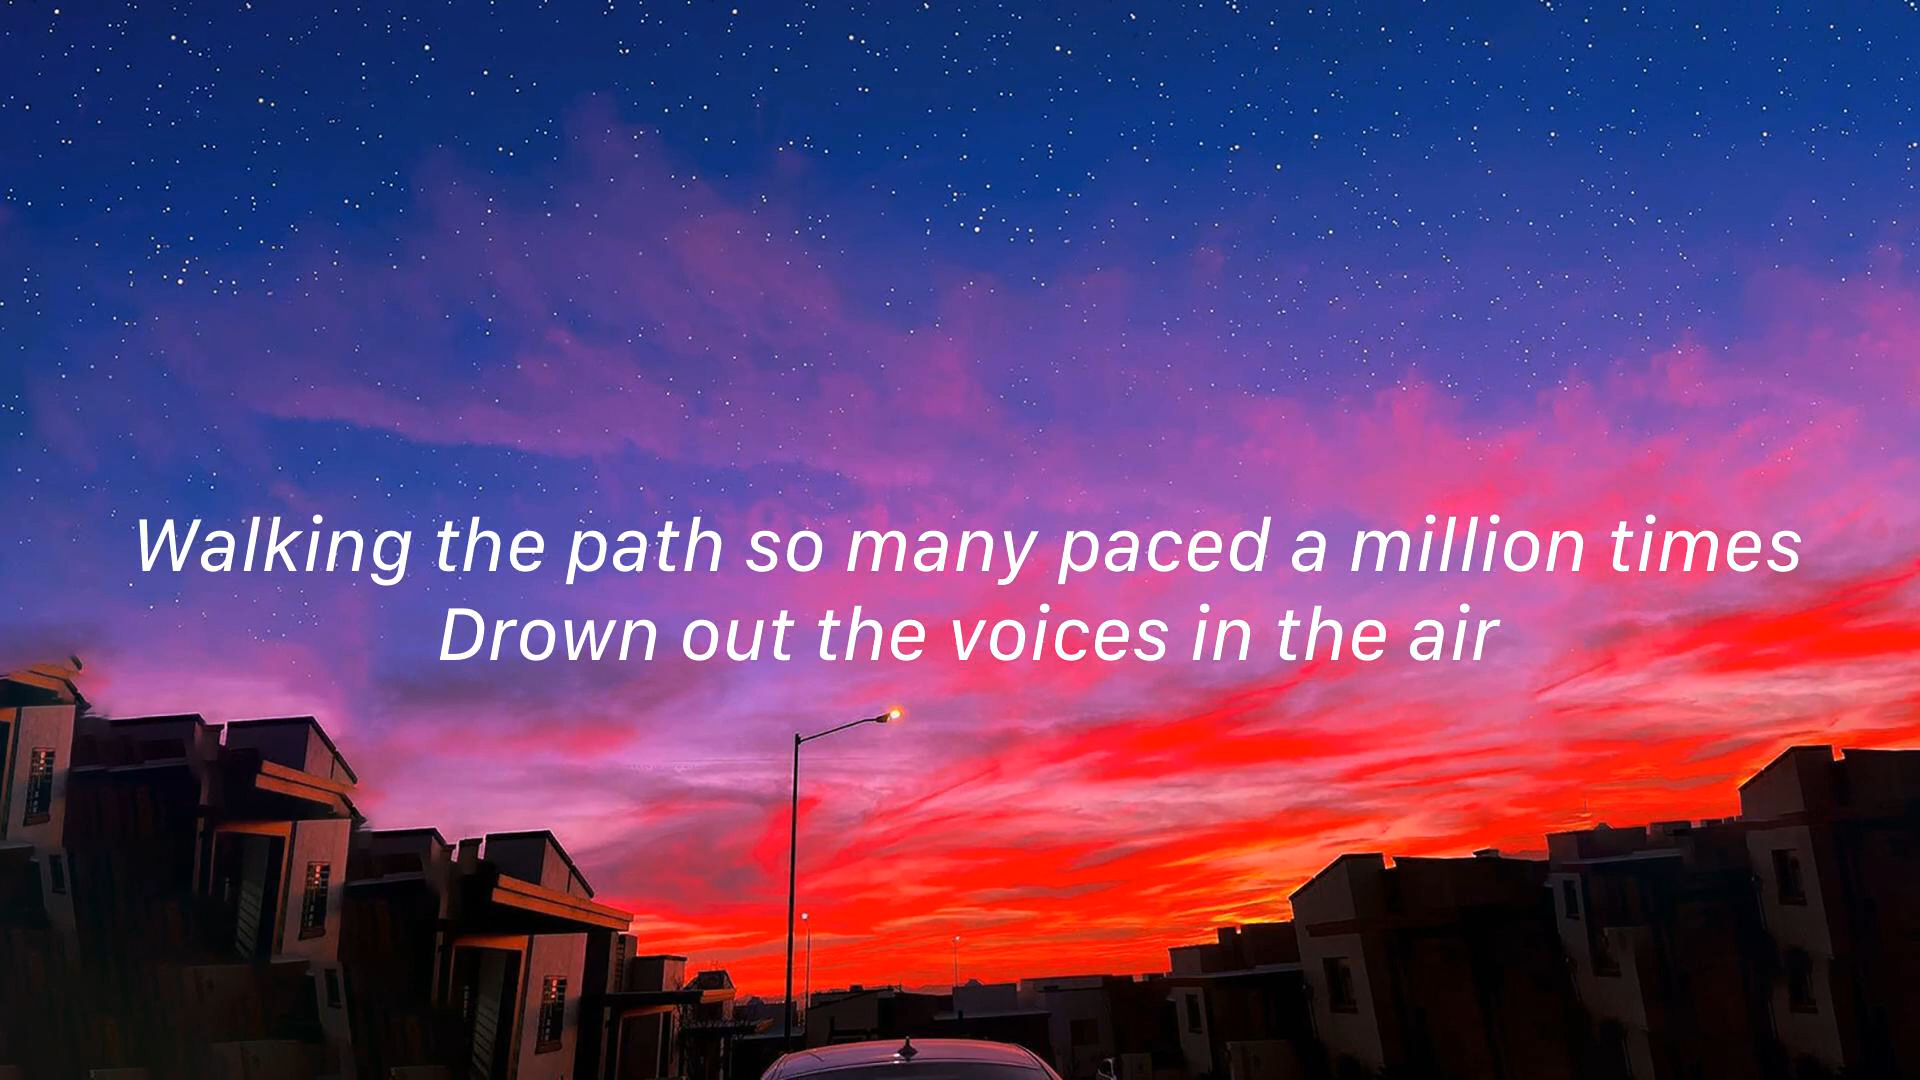 Walking the path so many paced a million times
Drown out the voices in the air